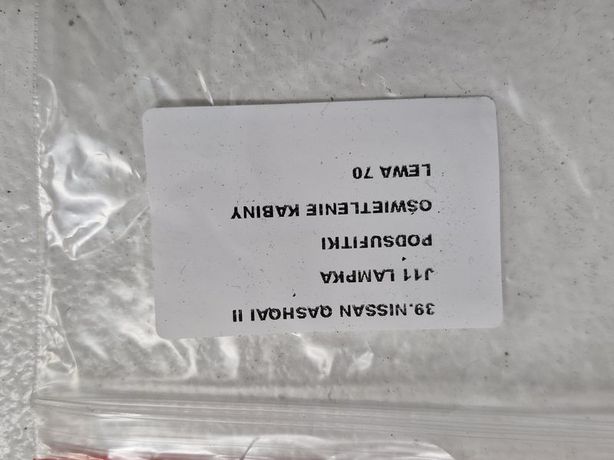 39.NISSAN QASHQAI II
J11 LAMPKA
PODSUFITKI
OŚWIETLENIE KABINY
LEWA 70